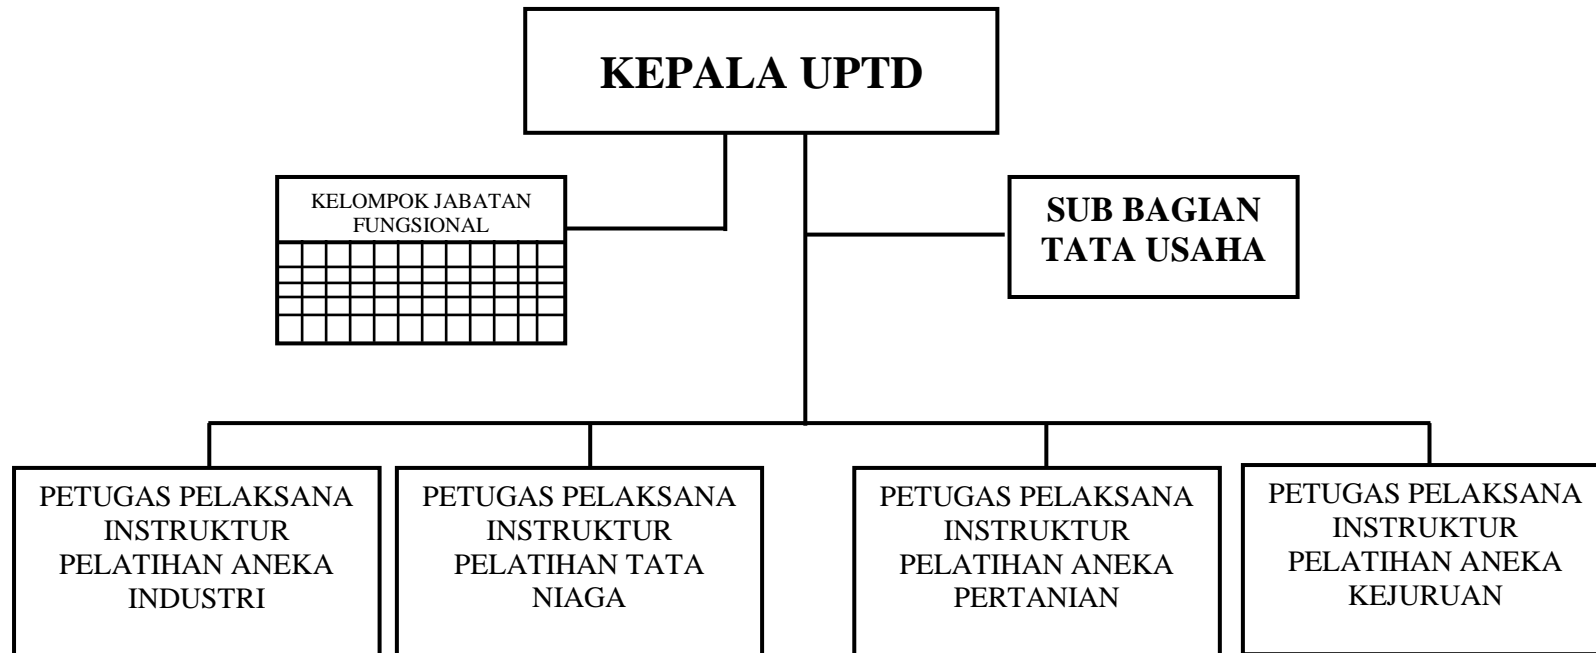 KEPALA UPTD
KELOMPOK JABATAN
FUNGSIONAL
SUB BAGIAN
TATA USAHA
PETUGAS PELAKSANA
INSTRUKTUR
PELATIHAN ANEKA
INDUSTRI
PETUGAS PELAKSANA
INSTRUKTUR
PELATIHAN TATA
NIAGA
PETUGAS PELAKSANA
INSTRUKTUR
PELATIHAN ANEKA
PERTANIAN
PETUGAS PELAKSANA
INSTRUKTUR
PELATIHAN ANEKA
KEJURUAN